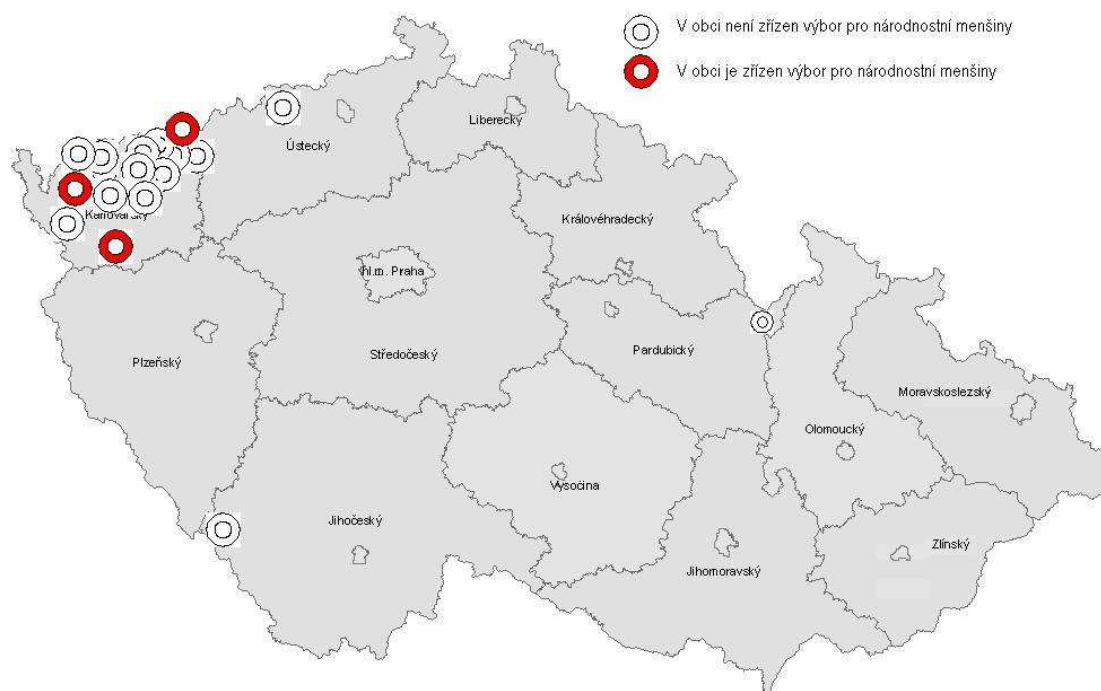 V obci není zřízen výbor pro národnostní menšiny
V obci je zřízen výbor pro národnostní menšiny
Liberecký
Ústecký
Karlovarský
Královéhradecký
hl.m. Praha
Plzeňský
Středočeský
Pardubický
Moravskoslezský
Olomoucký
Vysočina
Jihočeský
Jihomoravský
Zlínský